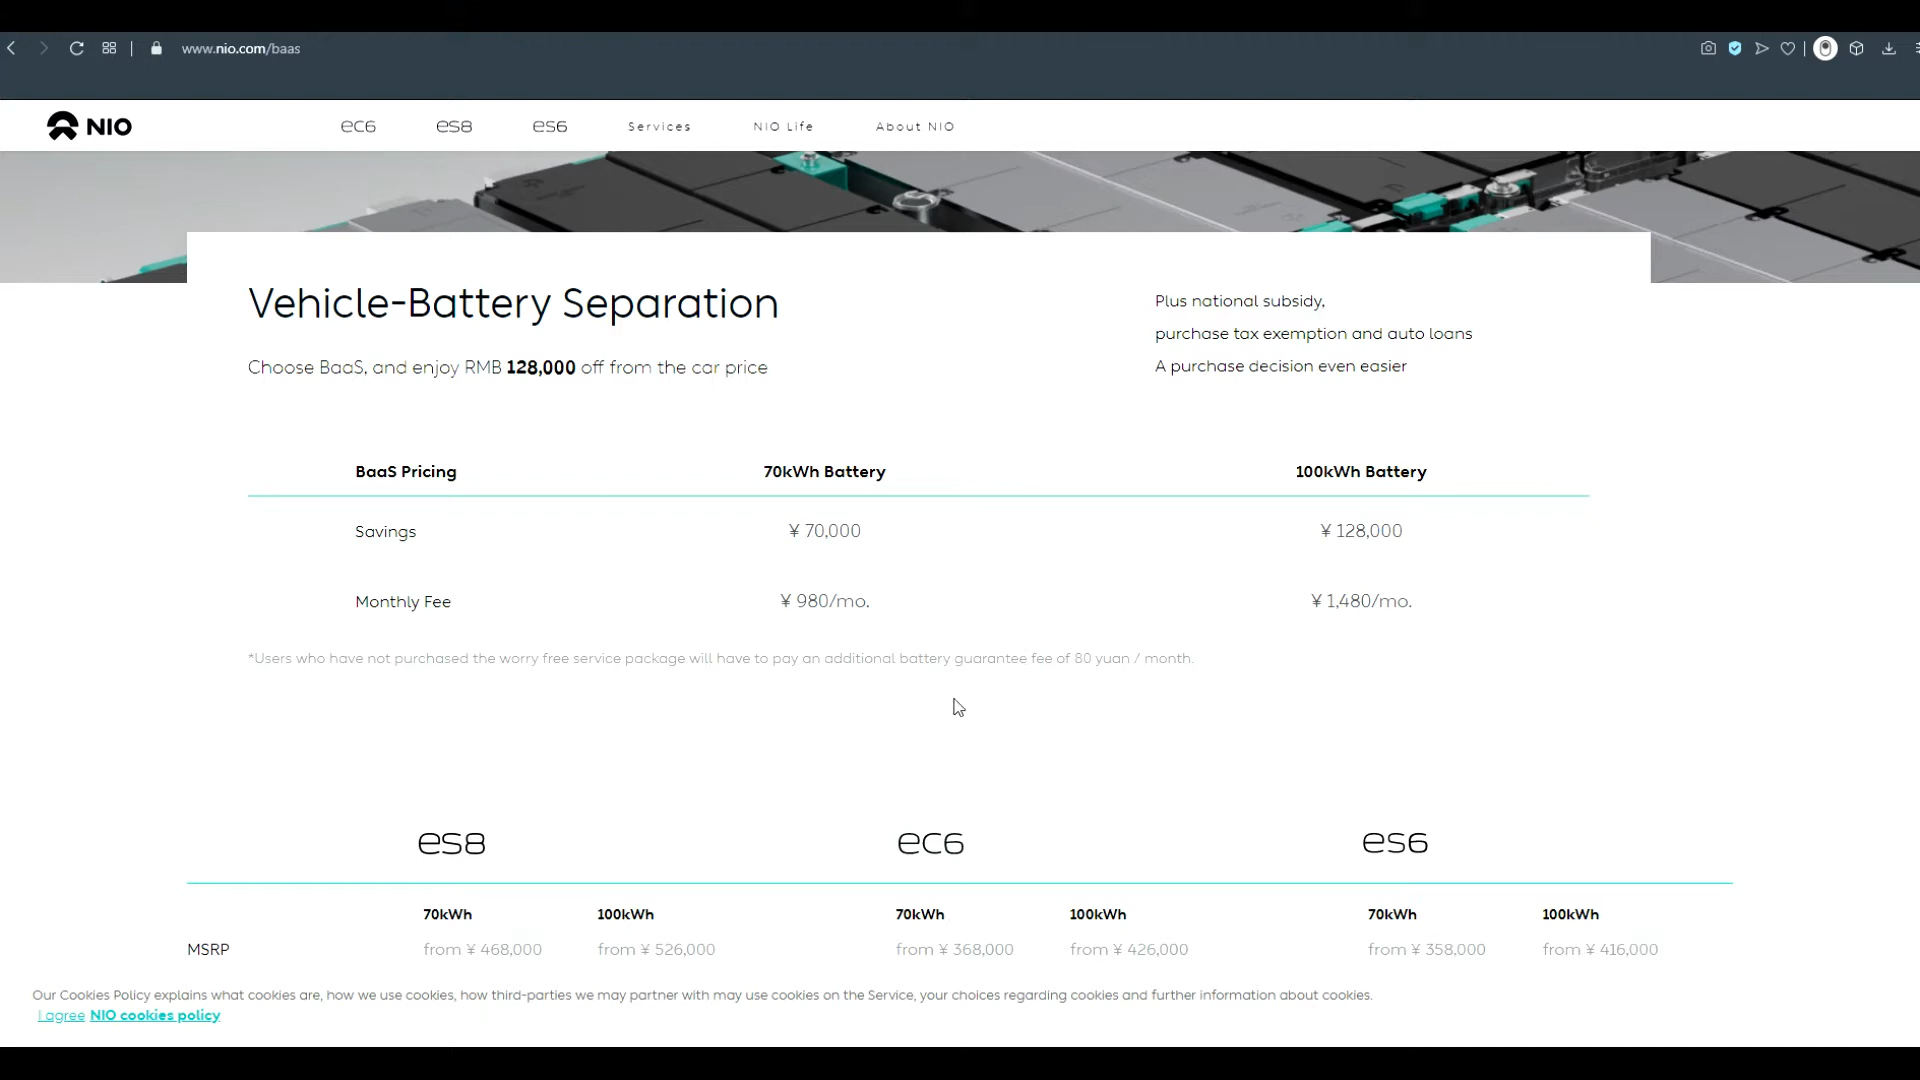 www.nio.com/baas
NIO ec6 es8 es6 Services NIO Life About NIO
Vehicle-Battery Separation
Choose BaaS, and enjoy RMB 128,000 off from the car price
Plus national subsidy,
purchase tax exemption and auto loans
A purchase decision even easier
BaaS Pricing 70kWh Battery 100kWh Battery
Savings ¥ 70,000 ¥ 128,000
Monthly Fee ¥ 980/mo. ¥ 1,480/mo.
*Users who have not purchased the worry free service package will have to pay an additional battery guarantee fee of 80 yuan / month.
es8 ec6 es6
70kWh 100kWh 70kWh 100kWh 70kWh 100kWh
MSRP from ¥ 468,000 from ¥ 526,000 from ¥ 368,000 from ¥ 426,000 from ¥ 358,000 from ¥ 416,000
Our Cookies Policy explains what cookies are, how we use cookies, how third-parties we may partner with may use cookies on the Service, your choices regarding cookies and further information about cookies.
I agree NIO cookies policy